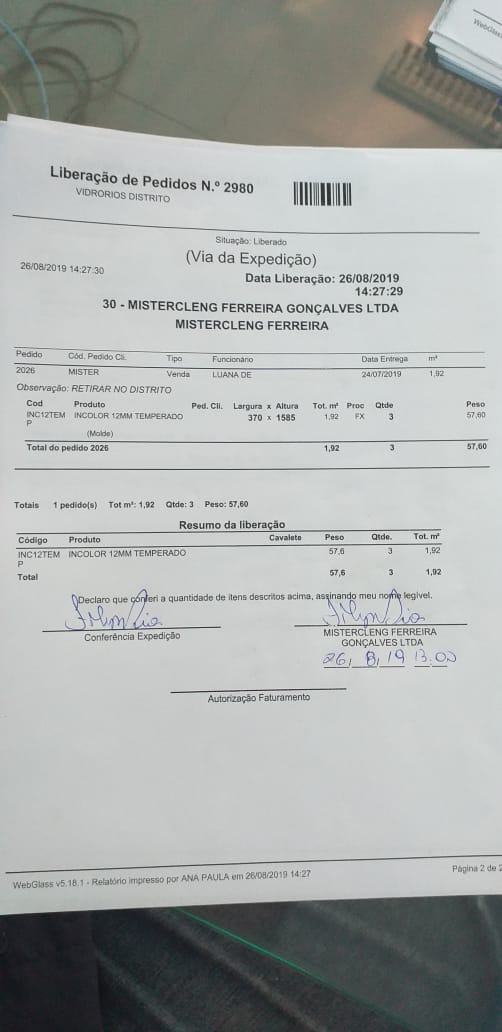 WebGlass
Liberação de Pedidos N.º 2980
VIDRORIOS DISTRITO
Situação: Liberado
(Via da Expedição)
26/08/2019 14:27:30
Data Liberação: 26/08/2019
14:27:29
30 - MISTERCLENG FERREIRA GONÇALVES LTDA
MISTERCLENG FERREIRA
Pedido Cód. Pedido Cli. Tipo Funcionário Data Entrega m²
2026 MISTER Venda LUANA DE 24/07/2019 1,92
Observação: RETIRAR NO DISTRITO
Cod Produto Ped. Cli. Largura x Altura Tot. m² Proc Qtde Peso
INC12TEM INCOLOR 12MM TEMPERADO 370 x 1585 1,92 FX 3 57,60
P
(Molde)
Total do pedido 2026 1,92 3 57,60
Totais 1 pedido(s) Tot m²: 1,92 Qtde: 3 Peso: 57,60
Resumo da liberação
Código Produto Cavalete Peso Qtde. Tot. m²
INC12TEM INCOLOR 12MM TEMPERADO 57,6 3 1,92
P
Total 57,6 3 1,92
Declaro que conferi a quantidade de itens descritos acima, assinando meu nome legível.
Conferência Expedição
MISTERCLENG FERREIRA
GONÇALVES LTDA
26, 8, 19 13:00
Autorização Faturamento
WebGlass v5.18.1 - Relatório impresso por ANA PAULA em 26/08/2019 14:27
Página 2 de 2